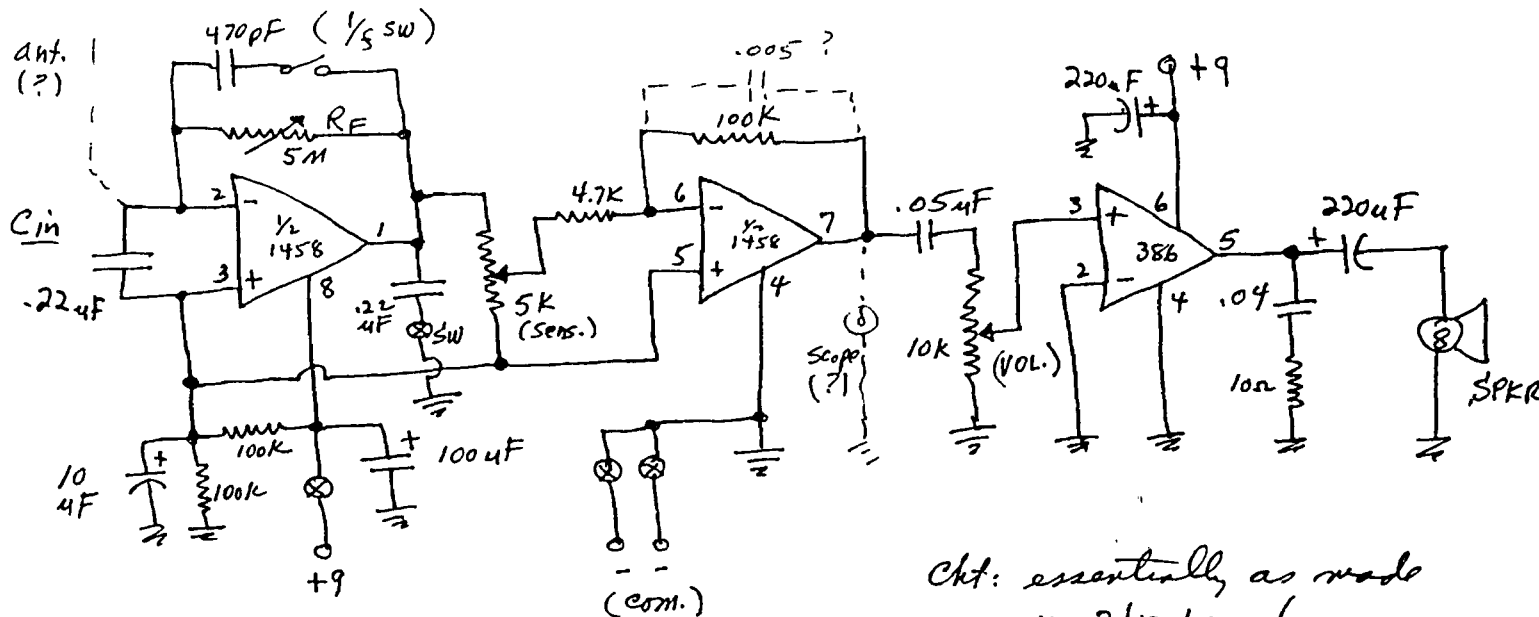 ant.
(?)
470pF ( 1/5 SW)
RF
5M
Cin
.22uF
2 -
1/2
1458
3 +
1
8
.22
uF
SW
5K
(Sens.)
4.7K
.005 ?
100K
6 -
1/2
1458
5 +
7
4
scope
(?)
.05uF
10K
(VOL.)
220uF
+
+9
3 +
386
2 -
6
5
4
+
220uF
.04
10Ω
8
SPKR
10
uF
+
100K
100K
+
100uF
+9
- -
(com.)
Ckt: essentially as made